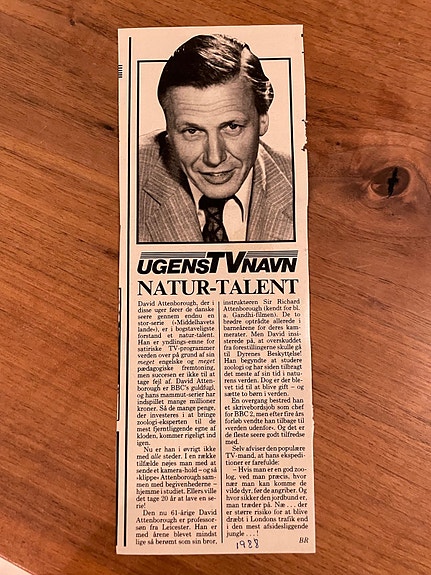 UGENS TV NAVN
NATUR-TALENT
David Attenborough, der i
disse uger fører de danske
seere gennem endnu en
stor-serie (»Middelhavets
lande«), er i bogstaveligste
forstand et natur-talent.
Han er yndlings-emne for
satiriske TV-programmer
verden over på grund af sin
meget engelske og meget
pædagogiske fremtoning,
men succesen er ikke til at
tage fejl af. David Atten-
borough er BBC's guldfugl,
og hans mammut-serier har
indspillet mange millioner
kroner. Så de mange penge,
der investeres i at bringe
zoologi-eksperten til de
mest fjerntliggende egne af
kloden, kommer rigeligt ind
igen.
Nu er han i øvrigt ikke
med alle steder. I en række
tilfælde nøjes man med at
sende et kamera-hold – og så
»klippe« Attenborough sam-
men med begivenhederne –
hjemme i studiet. Ellers ville
det tage 20 år at lave en se-
rie!
Den nu 61-årige David
Attenborough er professor-
søn fra Leicester. Han er
med årene blevet mindst
lige så berømt som sin bror,
instruktøren Sir Richard
Attenborough (kendt for bl.
a. Gandhi-filmen). De to
brødre optrådte allerede i
barneårene for deres kam-
merater. Men David insi-
sterede på, at overskuddet
fra forestillingerne skulle gå
til Dyrenes Beskyttelse!
Han begyndte at studere
zoologi og har siden tilbragt
det meste af sin tid i natu-
rens verden. Dog er der ble-
vet tid til at blive gift – og
sætte to børn i verden.
En overgang bestred han
et skrivebordsjob som chef
for BBC 2, men efter fire års
forløb vendte han tilbage til
»verden udenfor«. Og det er
de fleste seere godt tilfredse
med.
Selv afviser den populære
TV-mand, at hans ekspedi-
tioner er farefulde:
– Hvis man er en god zoo-
log, ved man præcis, hvor
nær man kan komme de
vilde dyr, før de angriber. Og
hvor sikker den jordbund er,
man træder på. Næ ... der
er større risiko for at blive
dræbt i Londons trafik end
i den mest afsidesliggende
jungle ...!
BR
1988